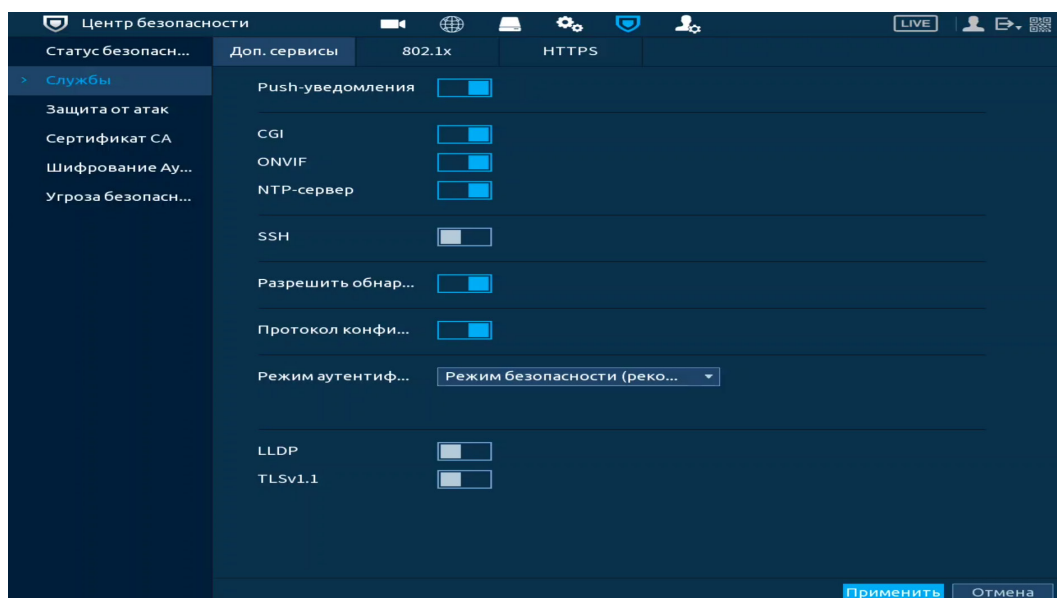 Центр безопасности
LIVE
Статус безопасн...
Доп. сервисы
802.1x
HTTPS
> Службы
Защита от атак
Сертификат CA
Шифрование Ау...
Угроза безопасн...
Push-уведомления
CGI
ONVIF
NTP-сервер
SSH
Разрешить обнар...
Протокол конфи...
Режим аутентиф...
Режим безопасности (реко...
LLDP
TLSv1.1
Применить
Отмена